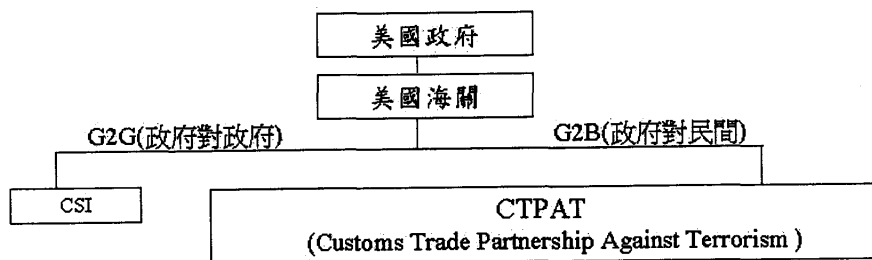 美國政府
美國海關
G2G(政府對政府)
G2B(政府對民間)
CSI
CTPAT
(Customs Trade Partnership Against Terrorism )